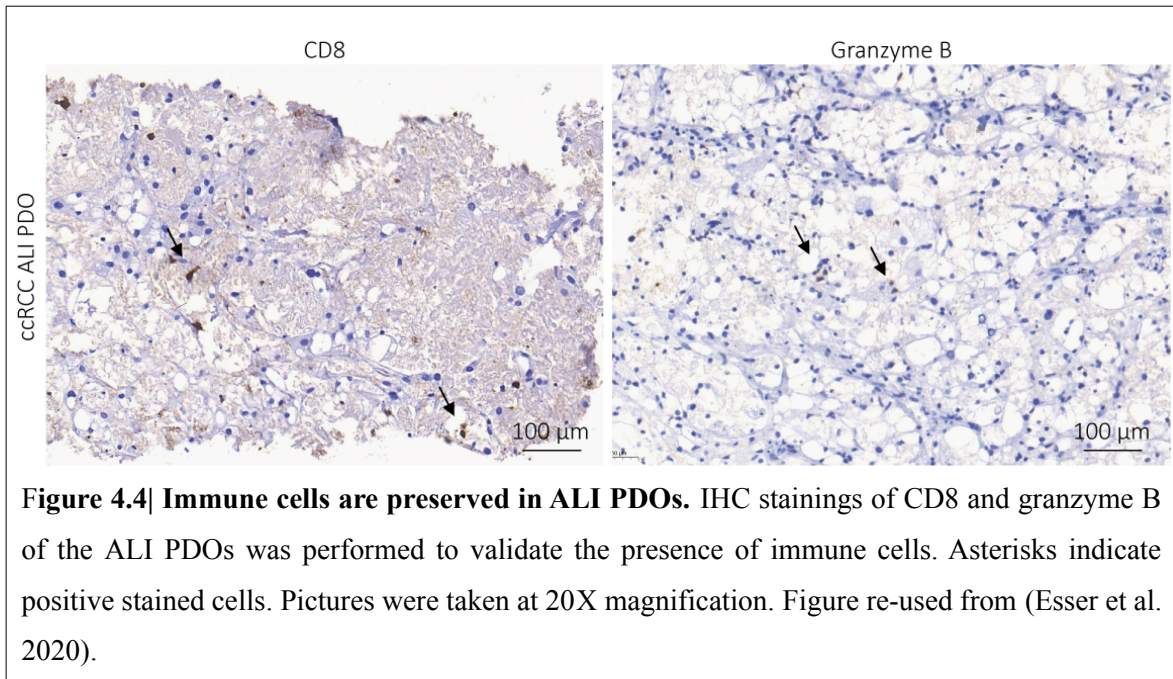 CD8
Granzyme B
ccRCC ALI PDO
100 µm
100 µm
50 µm
Figure 4.4| Immune cells are preserved in ALI PDOs. IHC stainings of CD8 and granzyme B
of the ALI PDOs was performed to validate the presence of immune cells. Asterisks indicate
positive stained cells. Pictures were taken at 20X magnification. Figure re-used from (Esser et al.
2020).